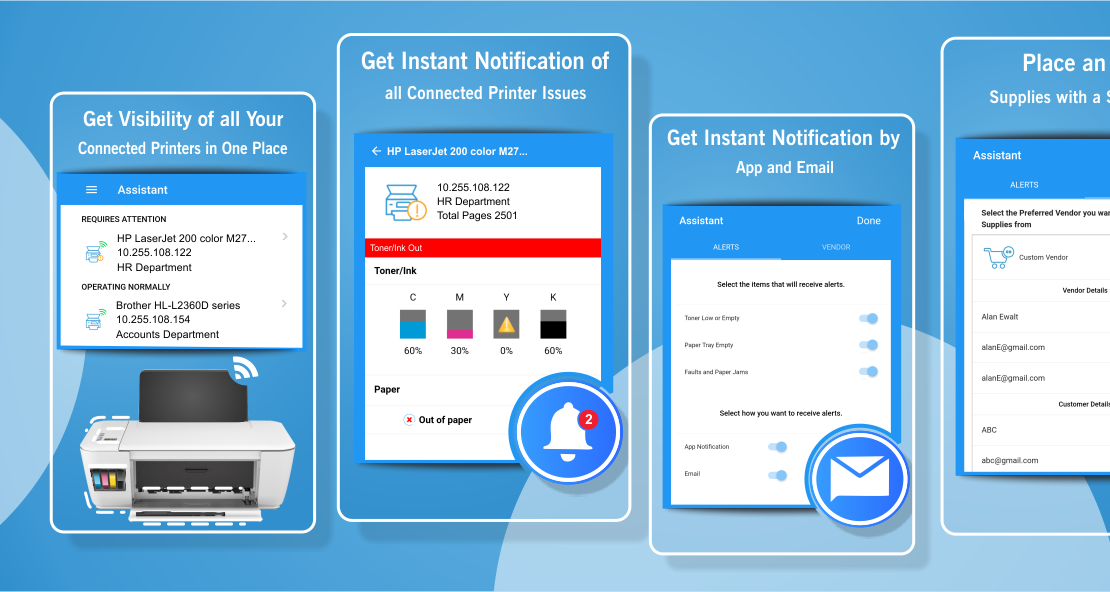 Get Visibility of all Your
Connected Printers in One Place
Assistant
REQUIRES ATTENTION
HP LaserJet 200 color M27...
10.255.108.122
HR Department
OPERATING NORMALLY
Brother HL-L2360D series
10.255.108.154
Accounts Department
Get Instant Notification of
all Connected Printer Issues
HP LaserJet 200 color M27...
10.255.108.122
HR Department
Total Pages 2501
Toner/Ink Out
Toner/Ink
C M Y K
60% 30% 0% 60%
Paper
Out of paper
2
Get Instant Notification by
App and Email
Assistant Done
ALERTS VENDOR
Select the items that will receive alerts.
Toner Low or Empty
Paper Tray Empty
Faults and Paper Jams
Select how you want to receive alerts.
App Notification
Email
Place an
Supplies with a S
Assistant
ALERTS
Select the Preferred Vendor you wan
Supplies from
Custom Vendor
Vendor Details
Alan Ewalt
alanE@gmail.com
alanE@gmail.com
Customer Details
ABC
abc@gmail.com